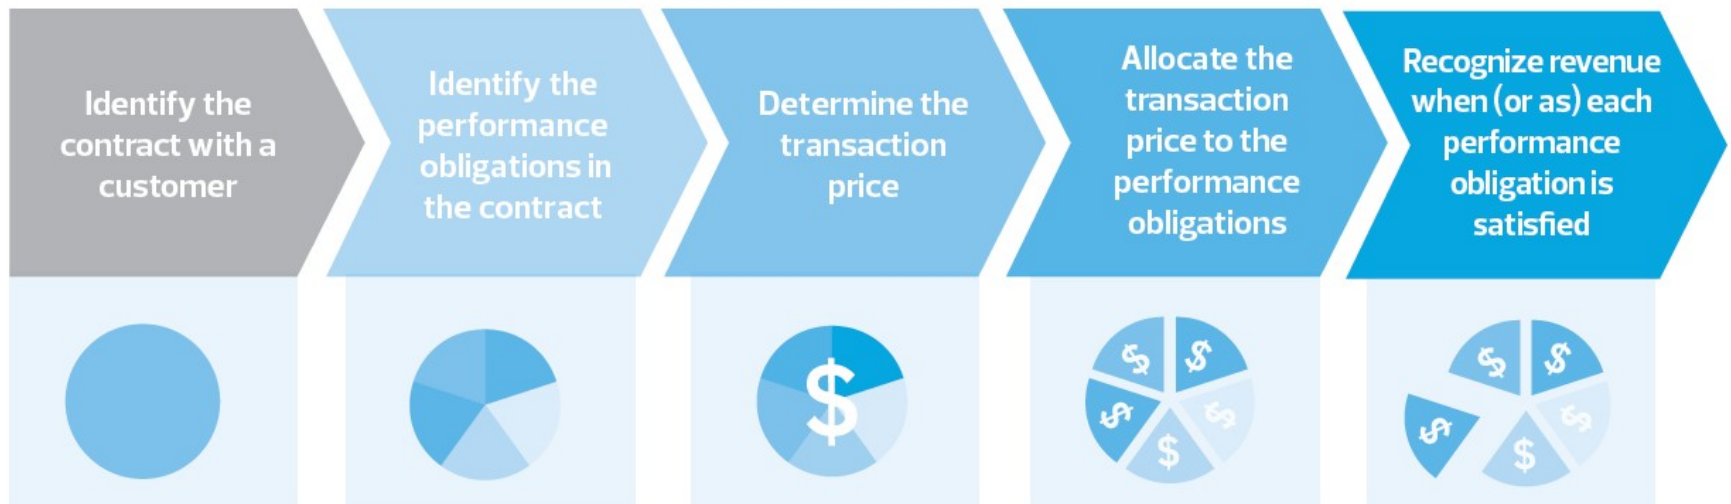 Identify the
contract with a
customer
Identify the
performance
obligations in
the contract
Determine the
transaction
price
Allocate the
transaction
price to the
performance
obligations
Recognize revenue
when (or as) each
performance
obligation is
satisfied
$
$
$
$
$
$
$
$
$
$
$